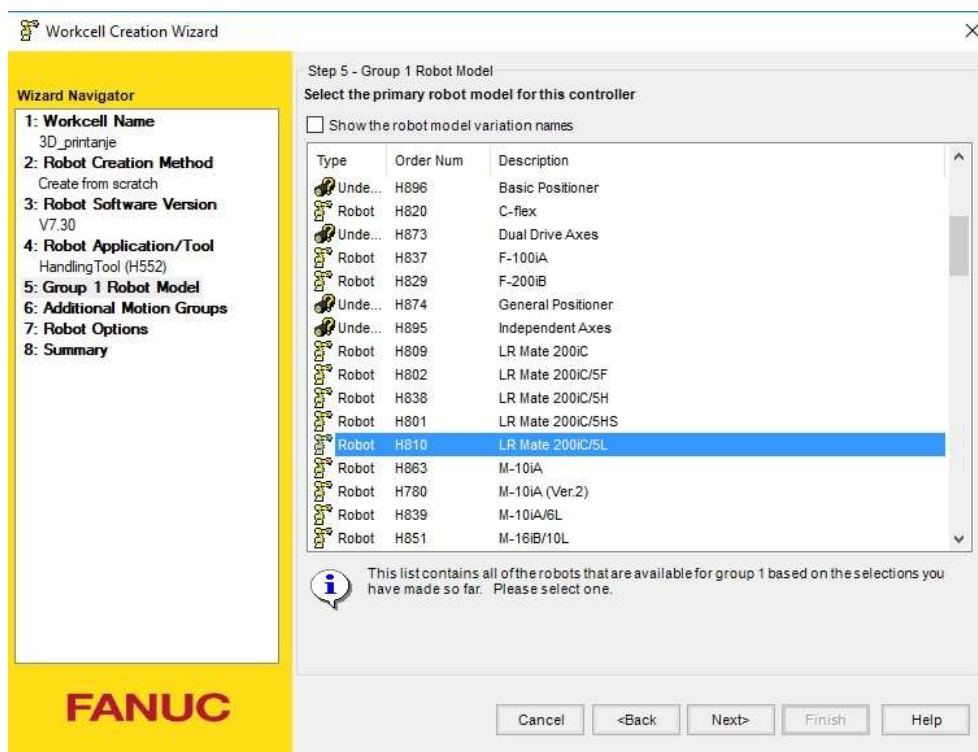 Workcell Creation Wizard
Wizard Navigator
1: Workcell Name
3D_printanje
2: Robot Creation Method
Create from scratch
3: Robot Software Version
V7.30
4: Robot Application/Tool
HandlingTool (H552)
5: Group 1 Robot Model
6: Additional Motion Groups
7: Robot Options
8: Summary
FANUC
Step 5 - Group 1 Robot Model
Select the primary robot model for this controller
Show the robot model variation names
Type Order Num Description
Unde... H896 Basic Positioner
Robot H820 C-flex
Unde... H873 Dual Drive Axes
Robot H837 F-100iA
Robot H829 F-200iB
Unde... H874 General Positioner
Unde... H895 Independent Axes
Robot H809 LR Mate 200iC
Robot H802 LR Mate 200iC/5F
Robot H838 LR Mate 200iC/5H
Robot H801 LR Mate 200iC/5HS
Robot H810 LR Mate 200iC/5L
Robot H863 M-10iA
Robot H780 M-10iA (Ver.2)
Robot H839 M-10iA/6L
Robot H851 M-16iB/10L
This list contains all of the robots that are available for group 1 based on the selections you
have made so far. Please select one.
Cancel <Back Next> Finish Help